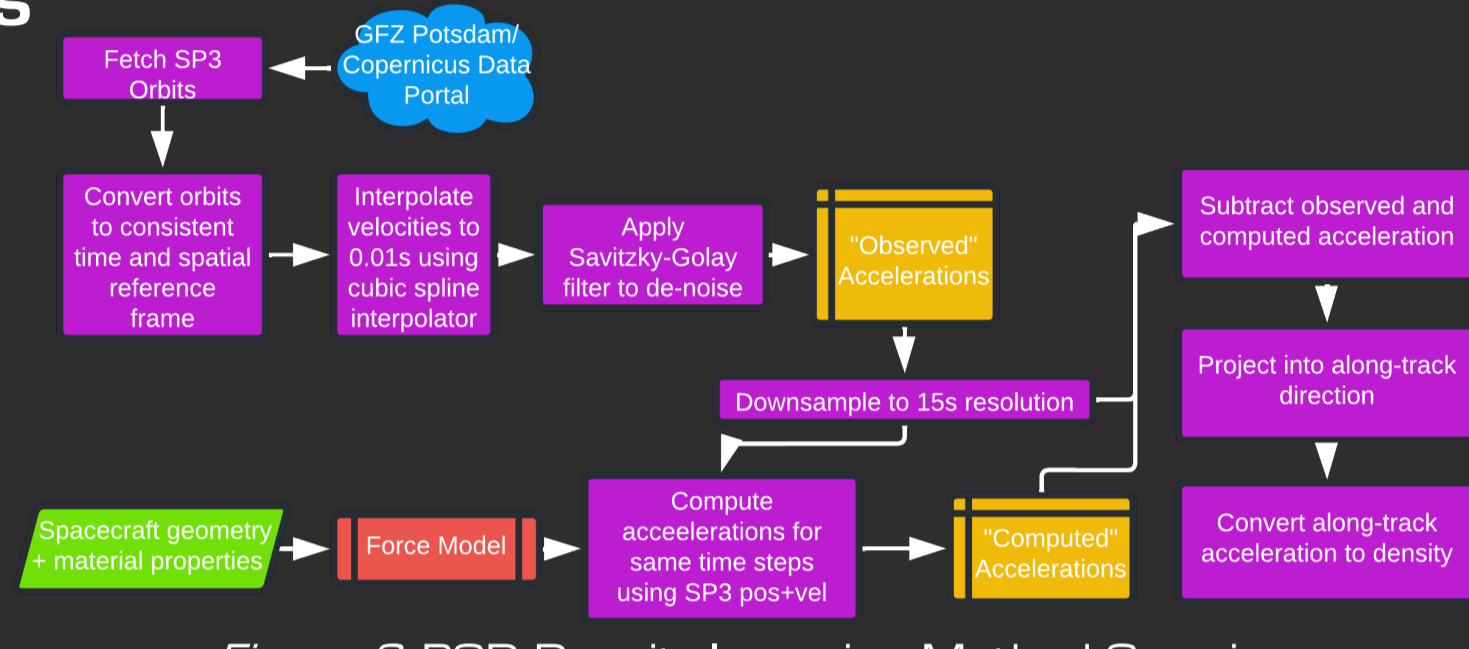 s
Fetch SP3
Orbits
GFZ Potsdam/
Copernicus Data
Portal
Convert orbits
to consistent
time and spatial
reference
frame
Interpolate
velocities to
0.01s using
cubic spline
interpolator
Apply
Savitzky-Golay
filter to de-noise
"Observed"
Accelerations
Downsample to 15s resolution
Spacecraft geometry
+ material properties
Force Model
Compute
acceelerations for
same time steps
using SP3 pos+vel
"Computed"
Accelerations
Subtract observed and
computed acceleration
Project into along-track
direction
Convert along-track
acceleration to density